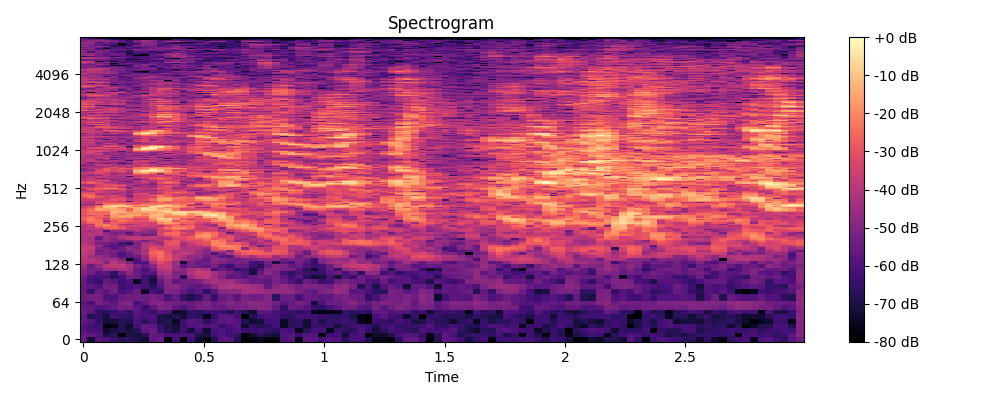 Spectrogram
4096
2048
1024
512
256
128
64
0
Hz
0
0.5
1
1.5
2
2.5
Time
+0 dB
-10 dB
-20 dB
-30 dB
-40 dB
-50 dB
-60 dB
-70 dB
-80 dB